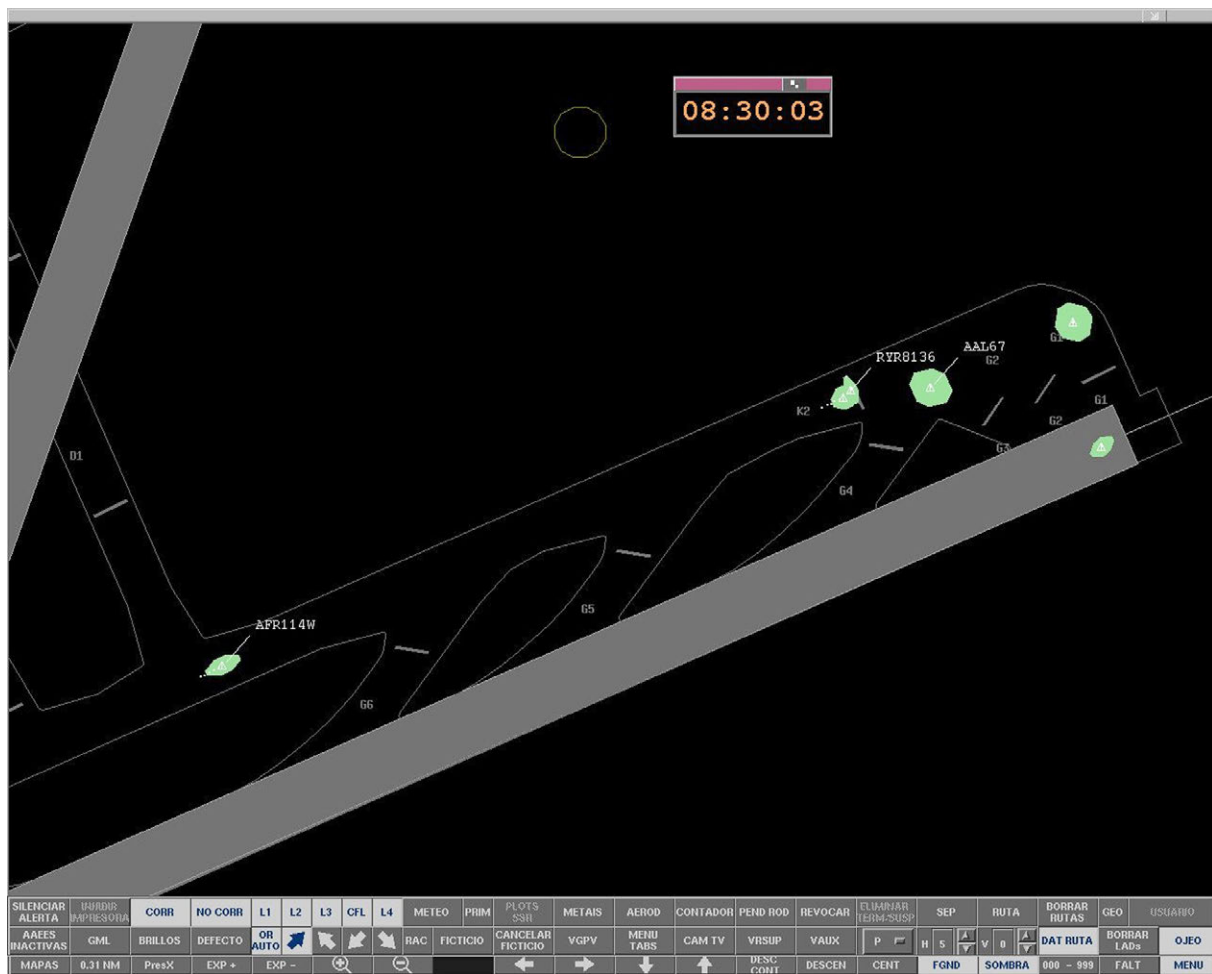 08:30:03
G1
AAL67
RYR8136
G2
K2
G1
G2
G3
D1
G4
G5
AFR114W
G6
SILENCIAR ALERTA
IMPRESORA
CORR
NO CORR
L1
L2
L3
CFL
L4
METEO
PRIM
PLOTS SSR
METAIS
AEROD
CONTADOR
PEND ROD
REVOCAR
ELIMINAR TERM/SUSP
SEP
RUTA
BORRAR RUTAS
GEO
USUARIO
AAEES INACTIVAS
GML
BRILLOS
DEFECTO
OR AUTO
RAC
FICTICIO
CANCELAR FICTICIO
VGPV
MENU TABS
CAM TV
VRSUP
VAUX
P
H 5
V 0
DAT RUTA
BORRAR LADs
OJEO
MAPAS
0.31 NM
PresX
EXP +
EXP -
DESC CONT
DESCEN
CENT
FGND
SOMBRA
000 - 999
FALT
MENU